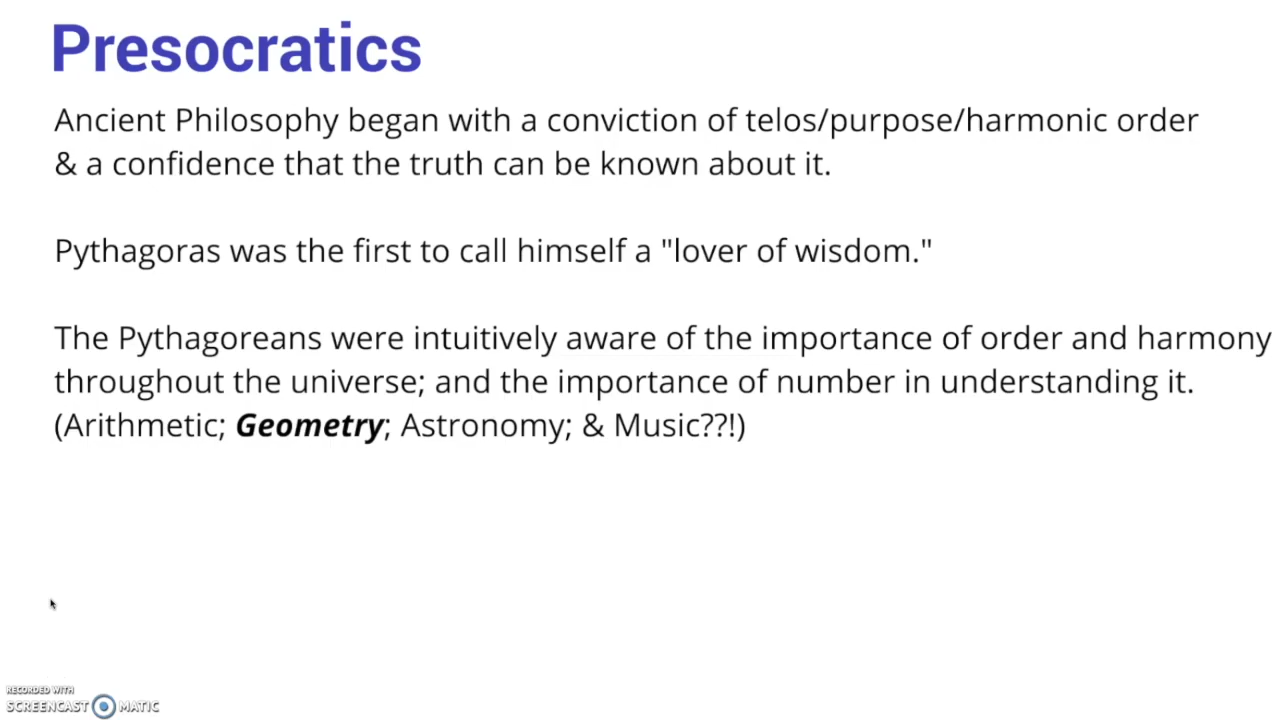 Presocratics
Ancient Philosophy began with a conviction of telos/purpose/harmonic order
& a confidence that the truth can be known about it.
Pythagoras was the first to call himself a "lover of wisdom."
The Pythagoreans were intuitively aware of the importance of order and harmony
throughout the universe; and the importance of number in understanding it.
(Arithmetic; Geometry; Astronomy; & Music??!)
RECORDED WITH
SCREENCAST MATIC